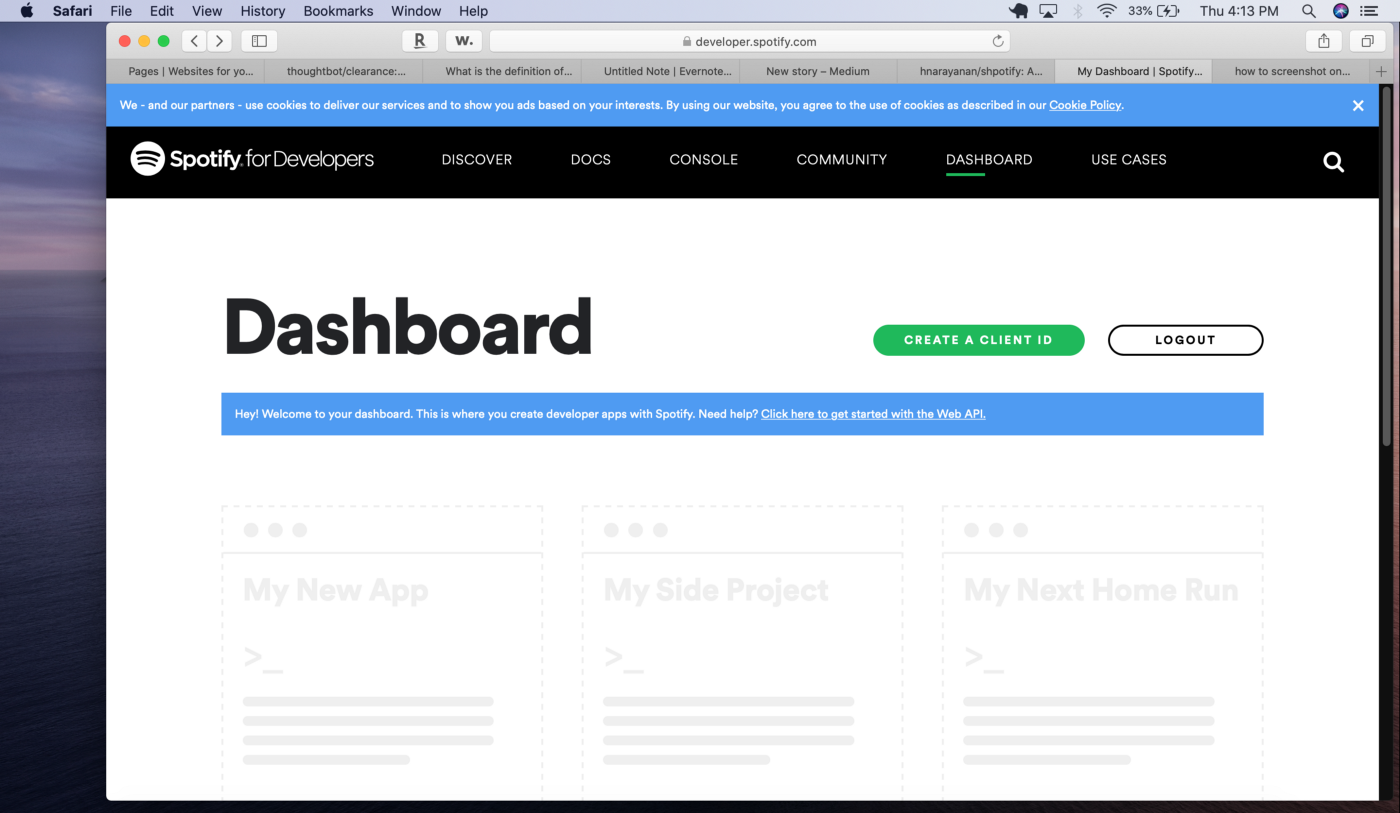 Safari File Edit View History Bookmarks Window Help 33% Thu 4:13 PM
R w. developer.spotify.com
Pages | Websites for yo... thoughtbot/clearance:... What is the definition of... Untitled Note | Evernote... New story – Medium hnarayanan/shpotify: A... My Dashboard | Spotify... how to screenshot on...
We - and our partners - use cookies to deliver our services and to show you ads based on your interests. By using our website, you agree to the use of cookies as described in our Cookie Policy.
Spotify for Developers DISCOVER DOCS CONSOLE COMMUNITY DASHBOARD USE CASES
Dashboard
CREATE A CLIENT ID LOGOUT
Hey! Welcome to your dashboard. This is where you create developer apps with Spotify. Need help? Click here to get started with the Web API.
My New App My Side Project My Next Home Run
>_ >_ >_